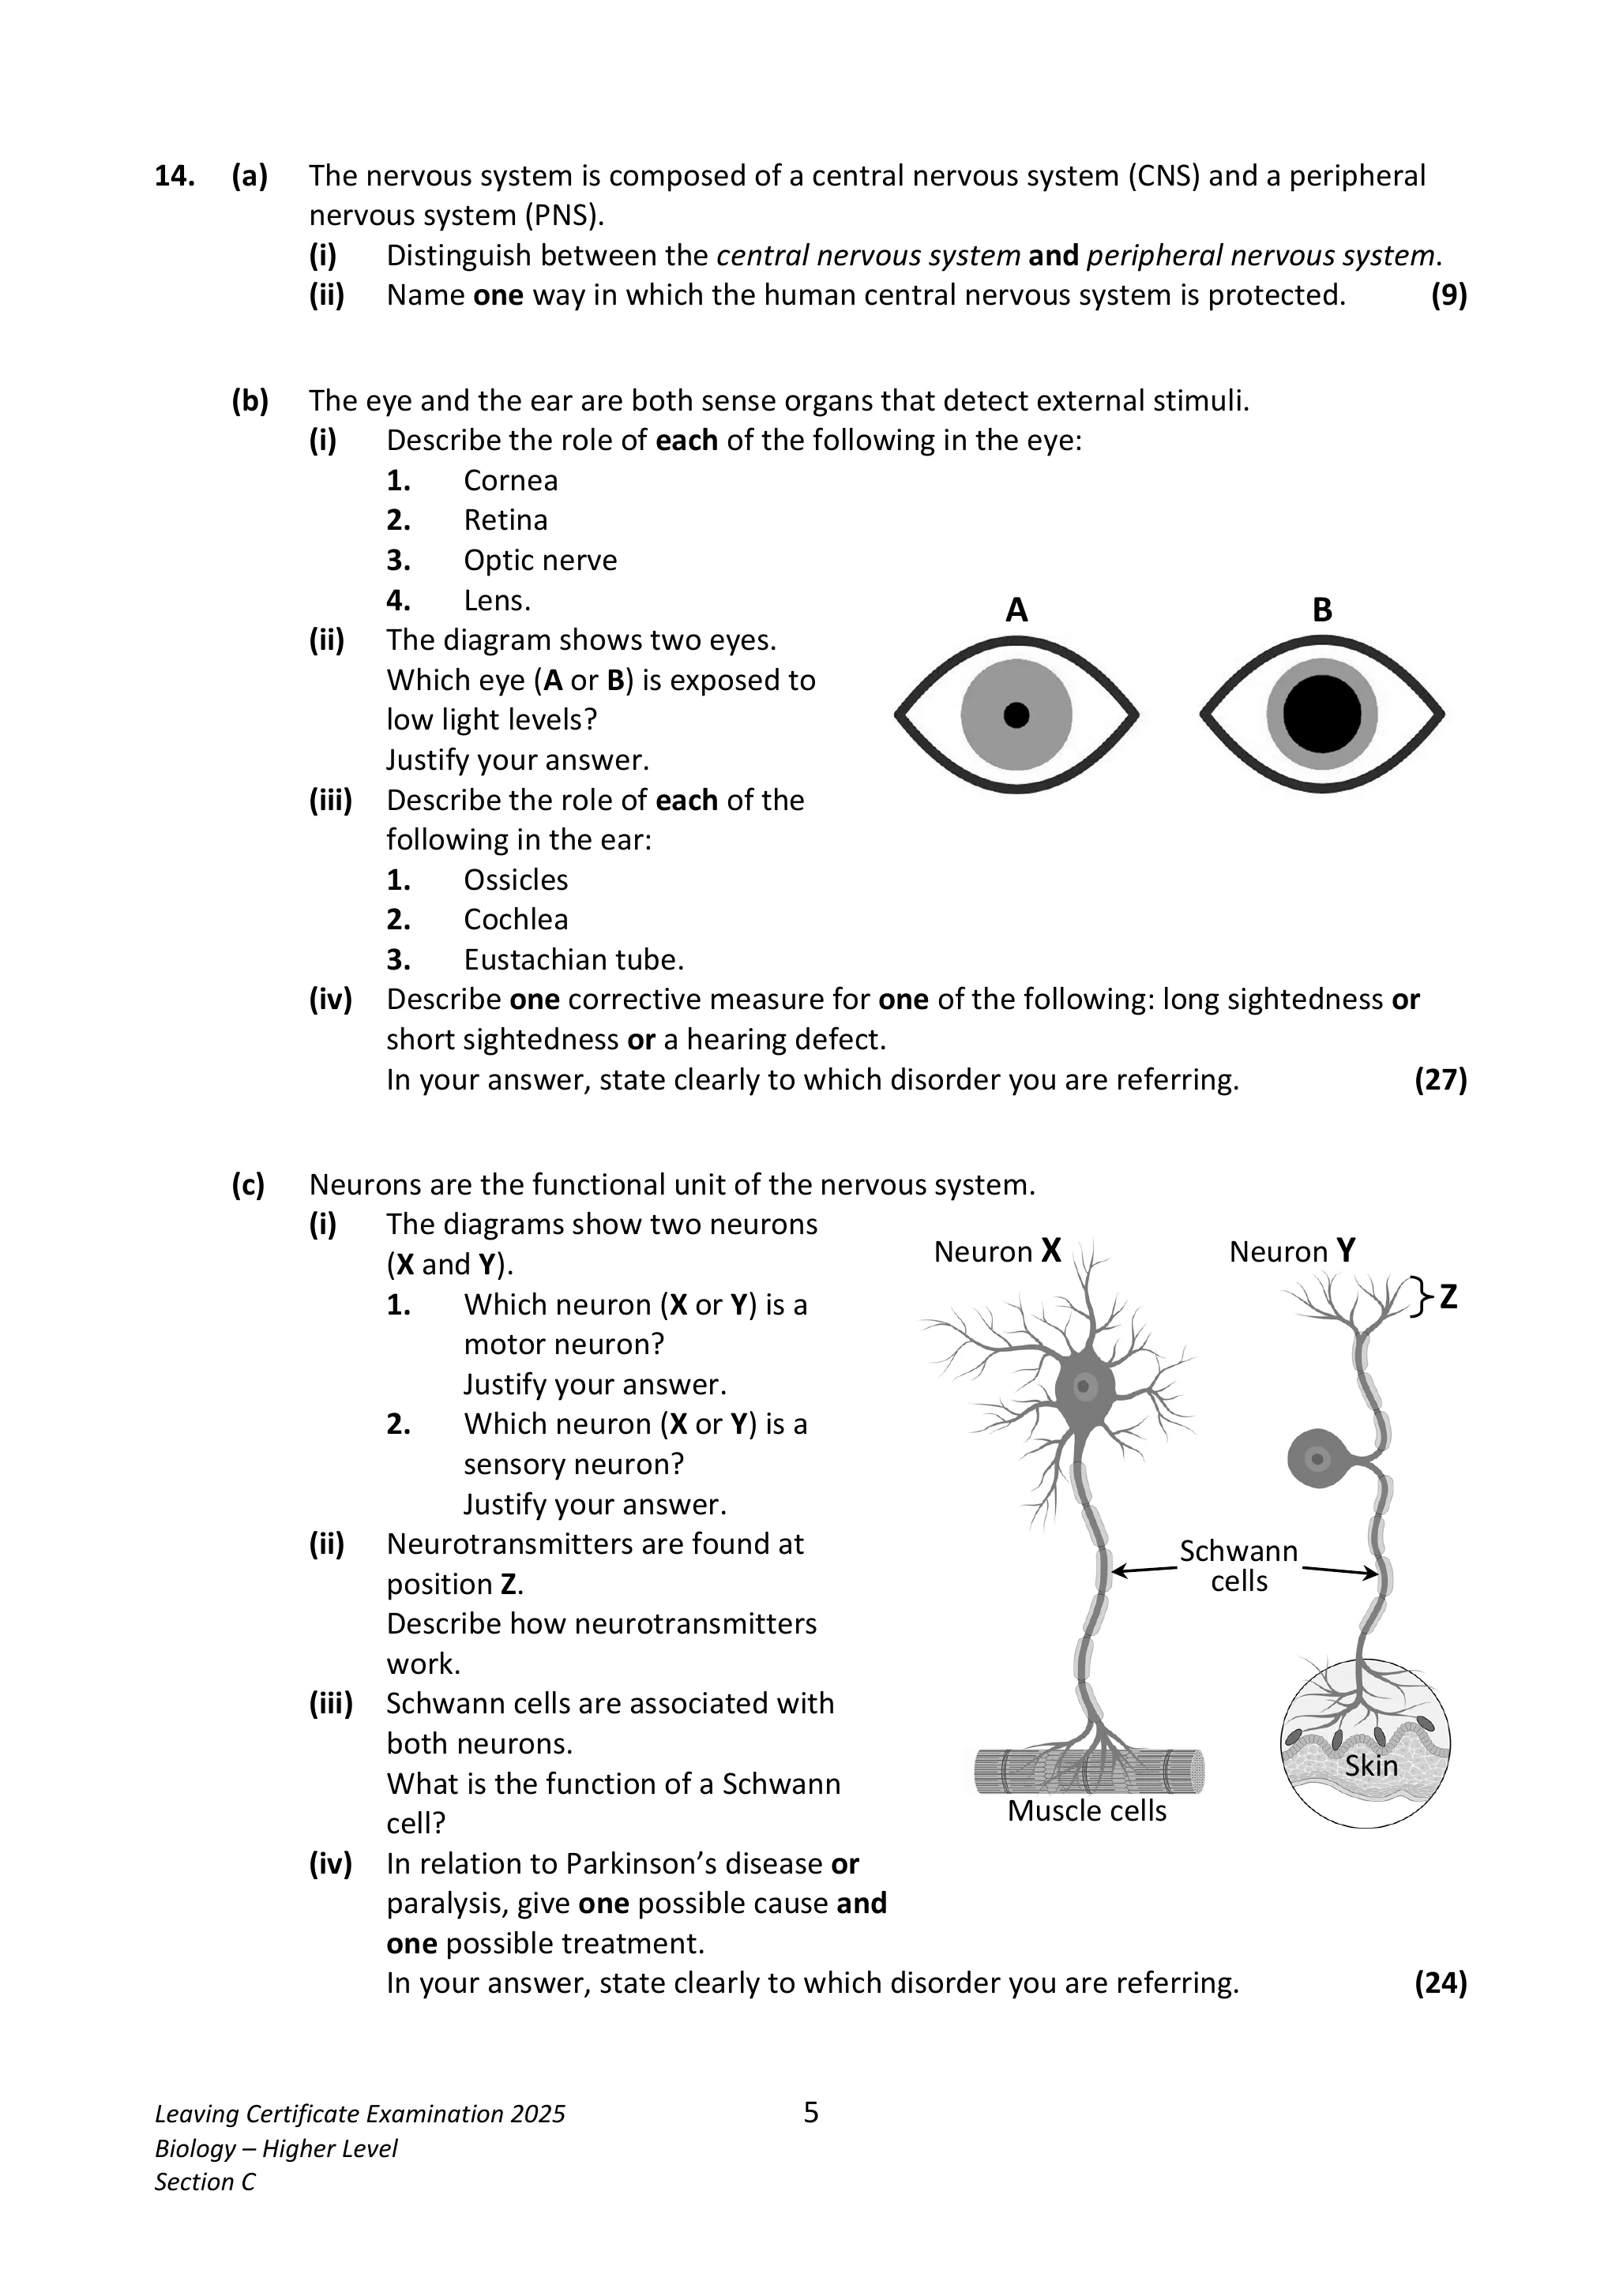 14. (a) The nervous system is composed of a central nervous system (CNS) and a peripheral
nervous system (PNS).
(i) Distinguish between the central nervous system and peripheral nervous system.
(ii) Name one way in which the human central nervous system is protected. (9)
(b) The eye and the ear are both sense organs that detect external stimuli.
(i) Describe the role of each of the following in the eye:
1. Cornea
2. Retina
3. Optic nerve
4. Lens.
A B
(ii) The diagram shows two eyes.
Which eye (A or B) is exposed to
low light levels?
Justify your answer.
(iii) Describe the role of each of the
following in the ear:
1. Ossicles
2. Cochlea
3. Eustachian tube.
(iv) Describe one corrective measure for one of the following: long sightedness or
short sightedness or a hearing defect.
In your answer, state clearly to which disorder you are referring. (27)
(c) Neurons are the functional unit of the nervous system.
(i) The diagrams show two neurons
(X and Y).
1. Which neuron (X or Y) is a
motor neuron?
Justify your answer.
2. Which neuron (X or Y) is a
sensory neuron?
Justify your answer.
(ii) Neurotransmitters are found at
position Z.
Describe how neurotransmitters
work.
(iii) Schwann cells are associated with
both neurons.
What is the function of a Schwann
cell?
Neuron X Neuron Y
Z
Schwann
cells
Skin
Muscle cells
(iv) In relation to Parkinson’s disease or
paralysis, give one possible cause and
one possible treatment.
In your answer, state clearly to which disorder you are referring. (24)
Leaving Certificate Examination 2025 5
Biology – Higher Level
Section C